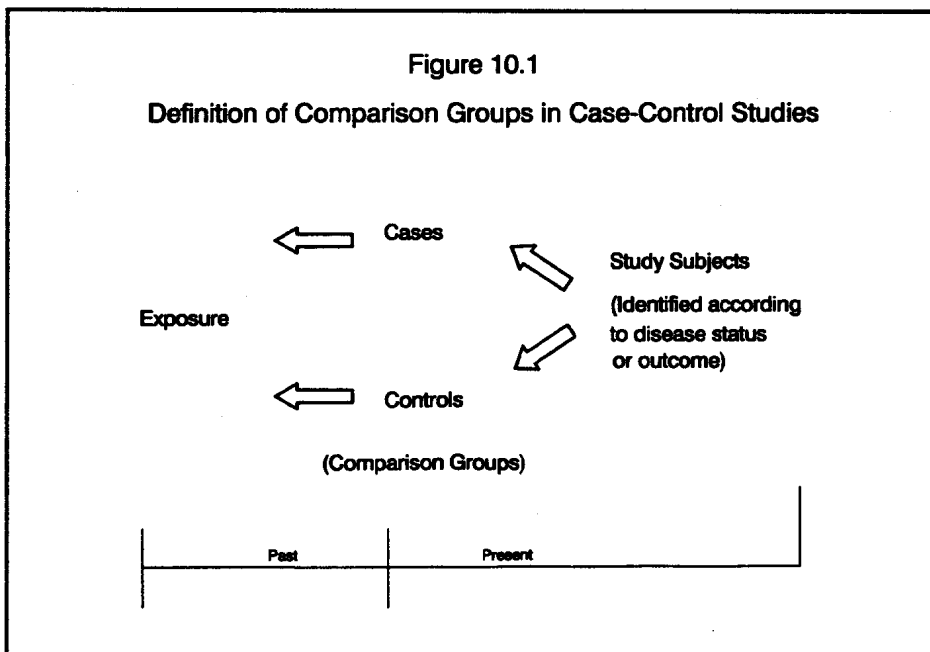 Figure 10.1
Definition of Comparison Groups in Case-Control Studies
Cases
Study Subjects
(Identified according
to disease status
or outcome)
Exposure
Controls
(Comparison Groups)
Past
Present